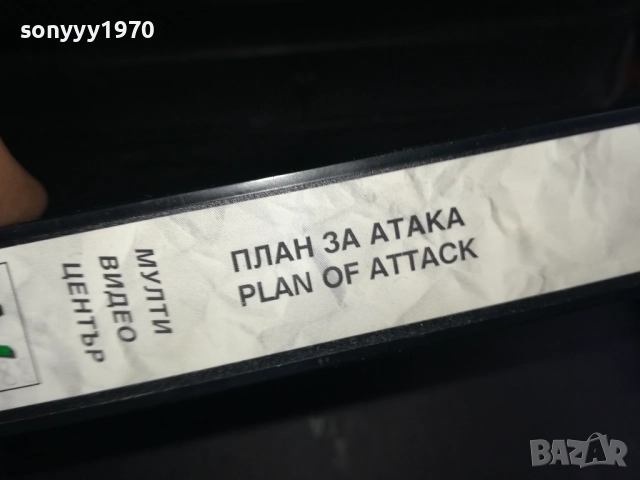 sonyyy1970
МУЛТИ
ВИДЕО
ЦЕНТЪР
ПЛАН ЗА АТАКА
PLAN OF ATTACK
BAZAR